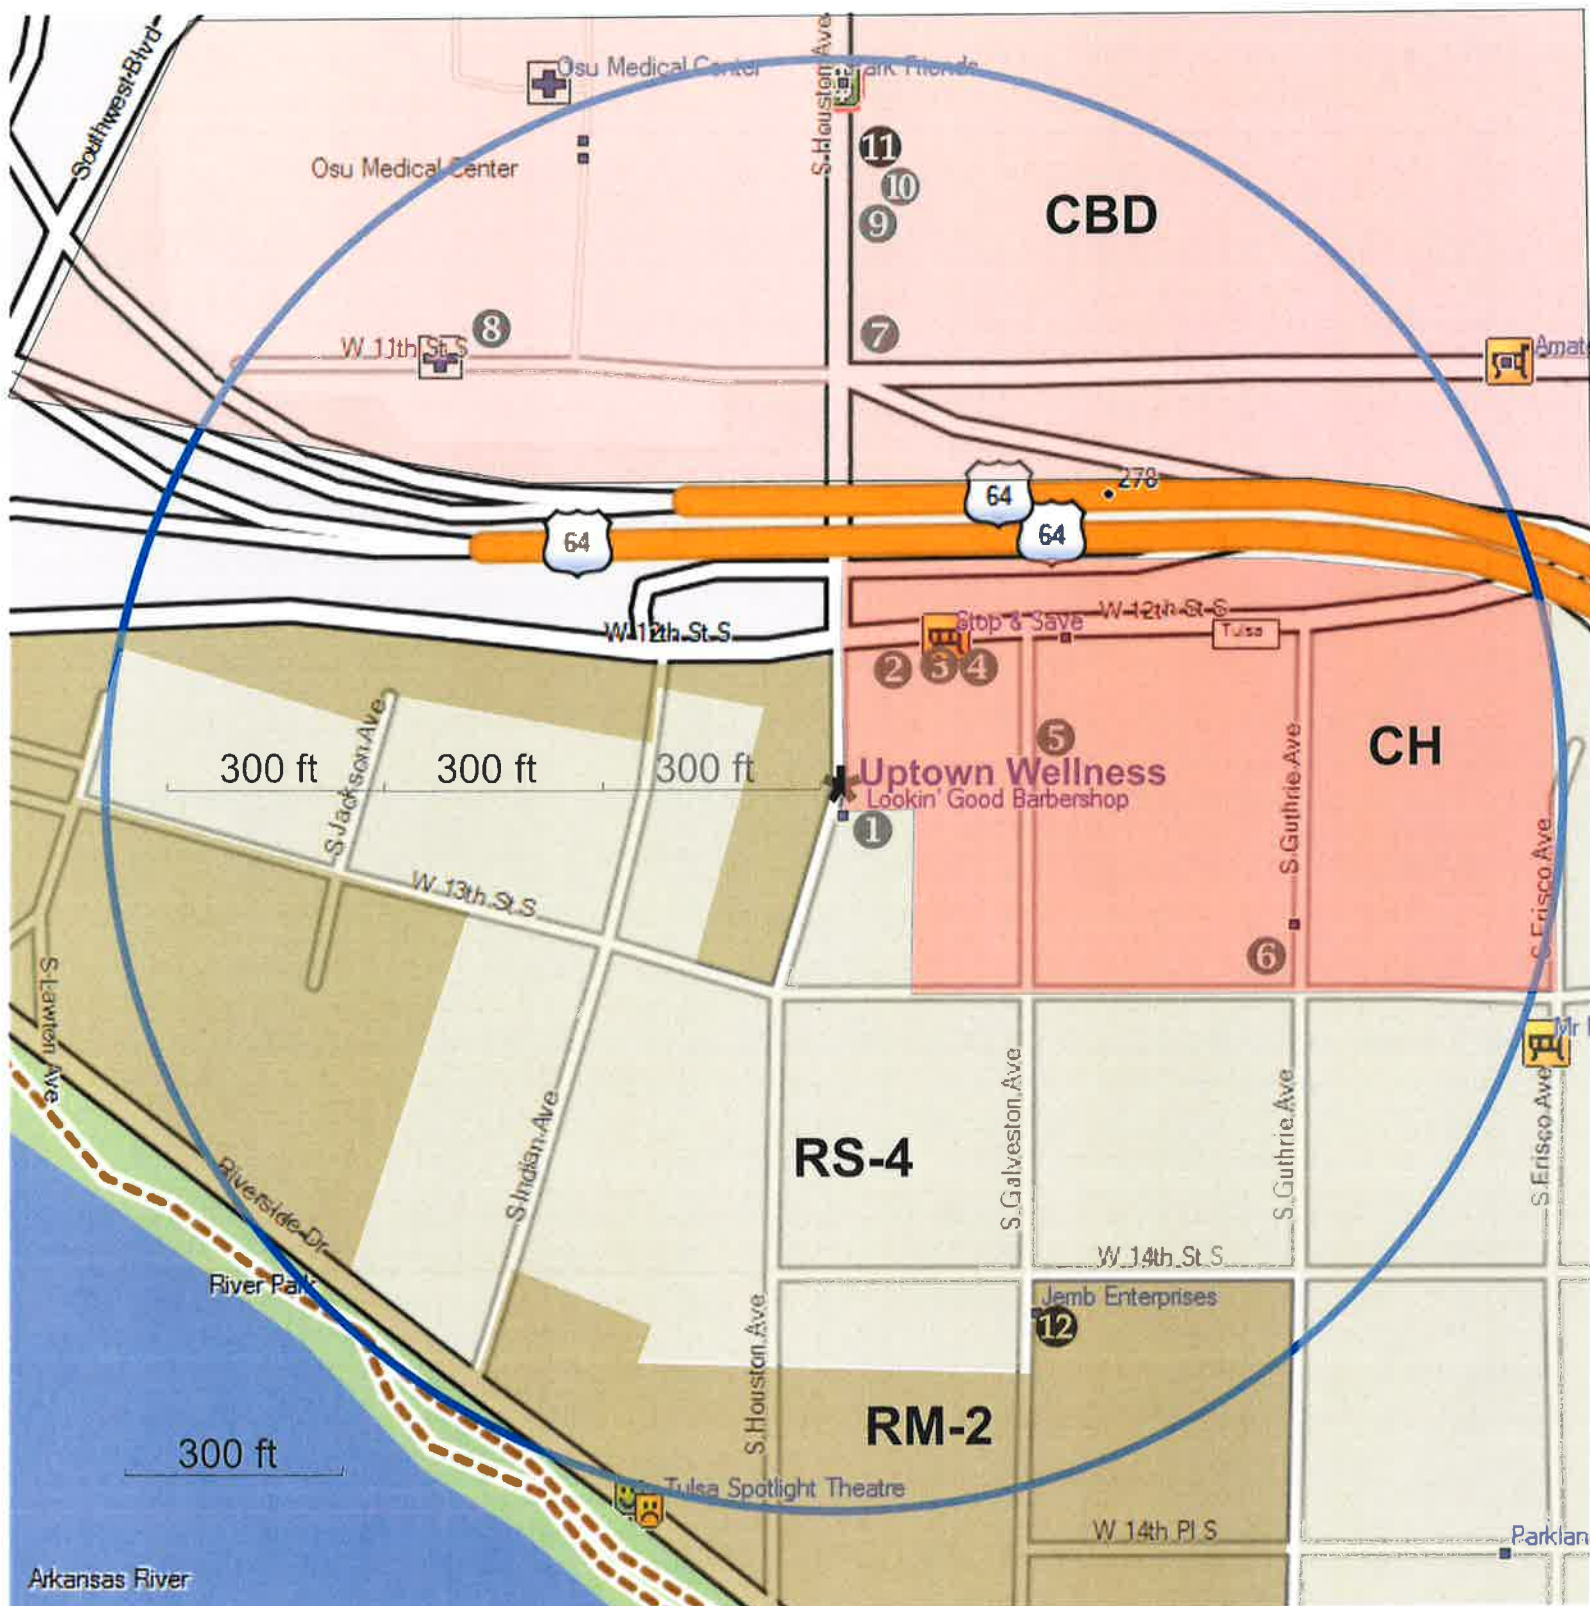 Southwest Blvd
Osu Medical Center
S Houston Ave
Park Friends
Osu Medical Center
11
10
9
CBD
8
7
W 11th St S
278
64
64
64
W 12th St S
Stop & Save
W 12th St S
Tulsa
2
3
4
5
CH
300 ft
300 ft
300 ft
Uptown Wellness
Lookin' Good Barbershop
1
S Jackson Ave
S Guthrie Ave
W 13th St S
S Frisco Ave
6
S Lawton Ave
S Galveston Ave
S Guthrie Ave
S Frisco Ave
RS-4
S Indian Ave
Riverside Dr
River Park
W 14th St S
Jemb Enterprises
12
S Houston Ave
RM-2
300 ft
Tulsa Spotlight Theatre
W 14th Pl S
Arkansas River